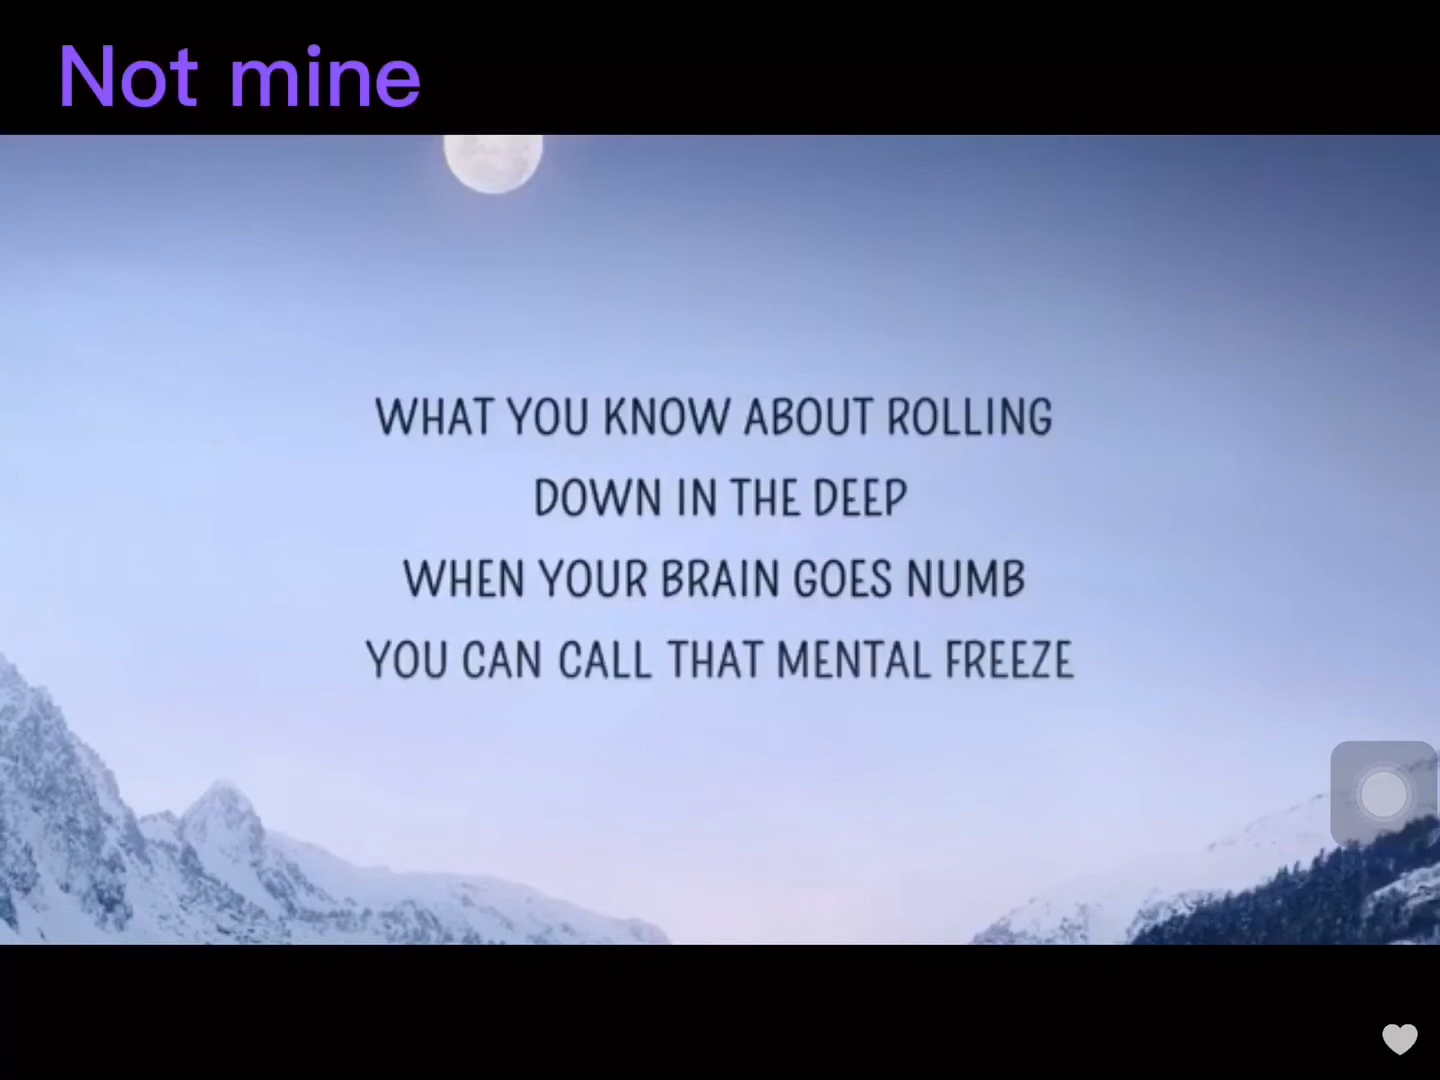 Not mine
WHAT YOU KNOW ABOUT ROLLING
DOWN IN THE DEEP
WHEN YOUR BRAIN GOES NUMB
YOU CAN CALL THAT MENTAL FREEZE